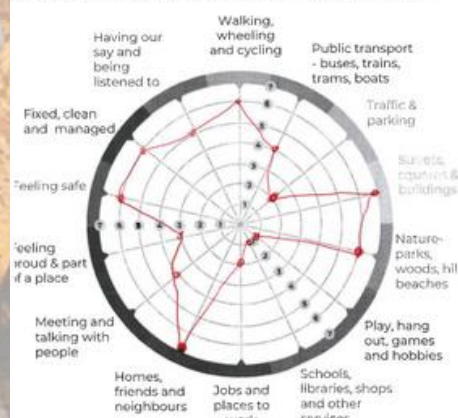 Walking,
wheeling
and cycling
Having our
say and
being
listened to
Public transport
- buses, trains,
trams, boats
Fixed, clean
and managed
Traffic &
parking
Feeling safe
buildings
Nature-
parks,
woods, hil
beaches
eeling
roud & part
of a place
Meeting and
talking with
people
Play, hang
out, games
and hobbies
Homes,
friends and
neighbours
Jobs and
places to
Schools,
libraries, shops
and other